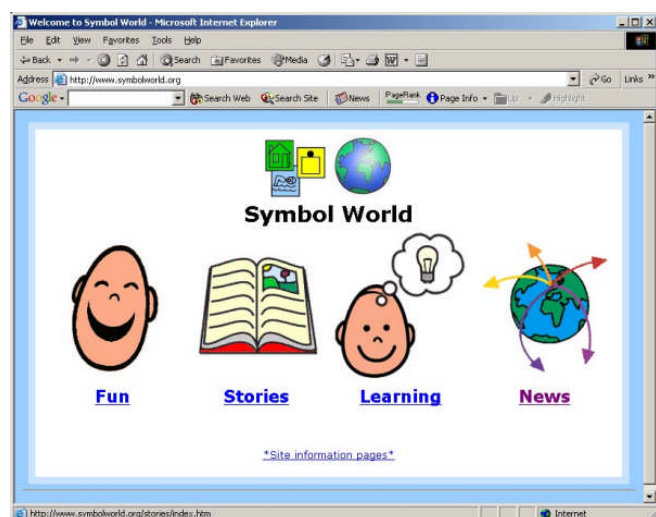 Welcome to Symbol World - Microsoft Internet Explorer
File Edit View Favorites Tools Help
Back Search Favorites Media
Address http://www.symbolworld.org Go Links »
Google Search Web Search Site News PageRank Page Info Up Highlight
Symbol World
Fun Stories Learning News
*Site information pages*
http://www.symbolworld.org/stories/index.htm Internet